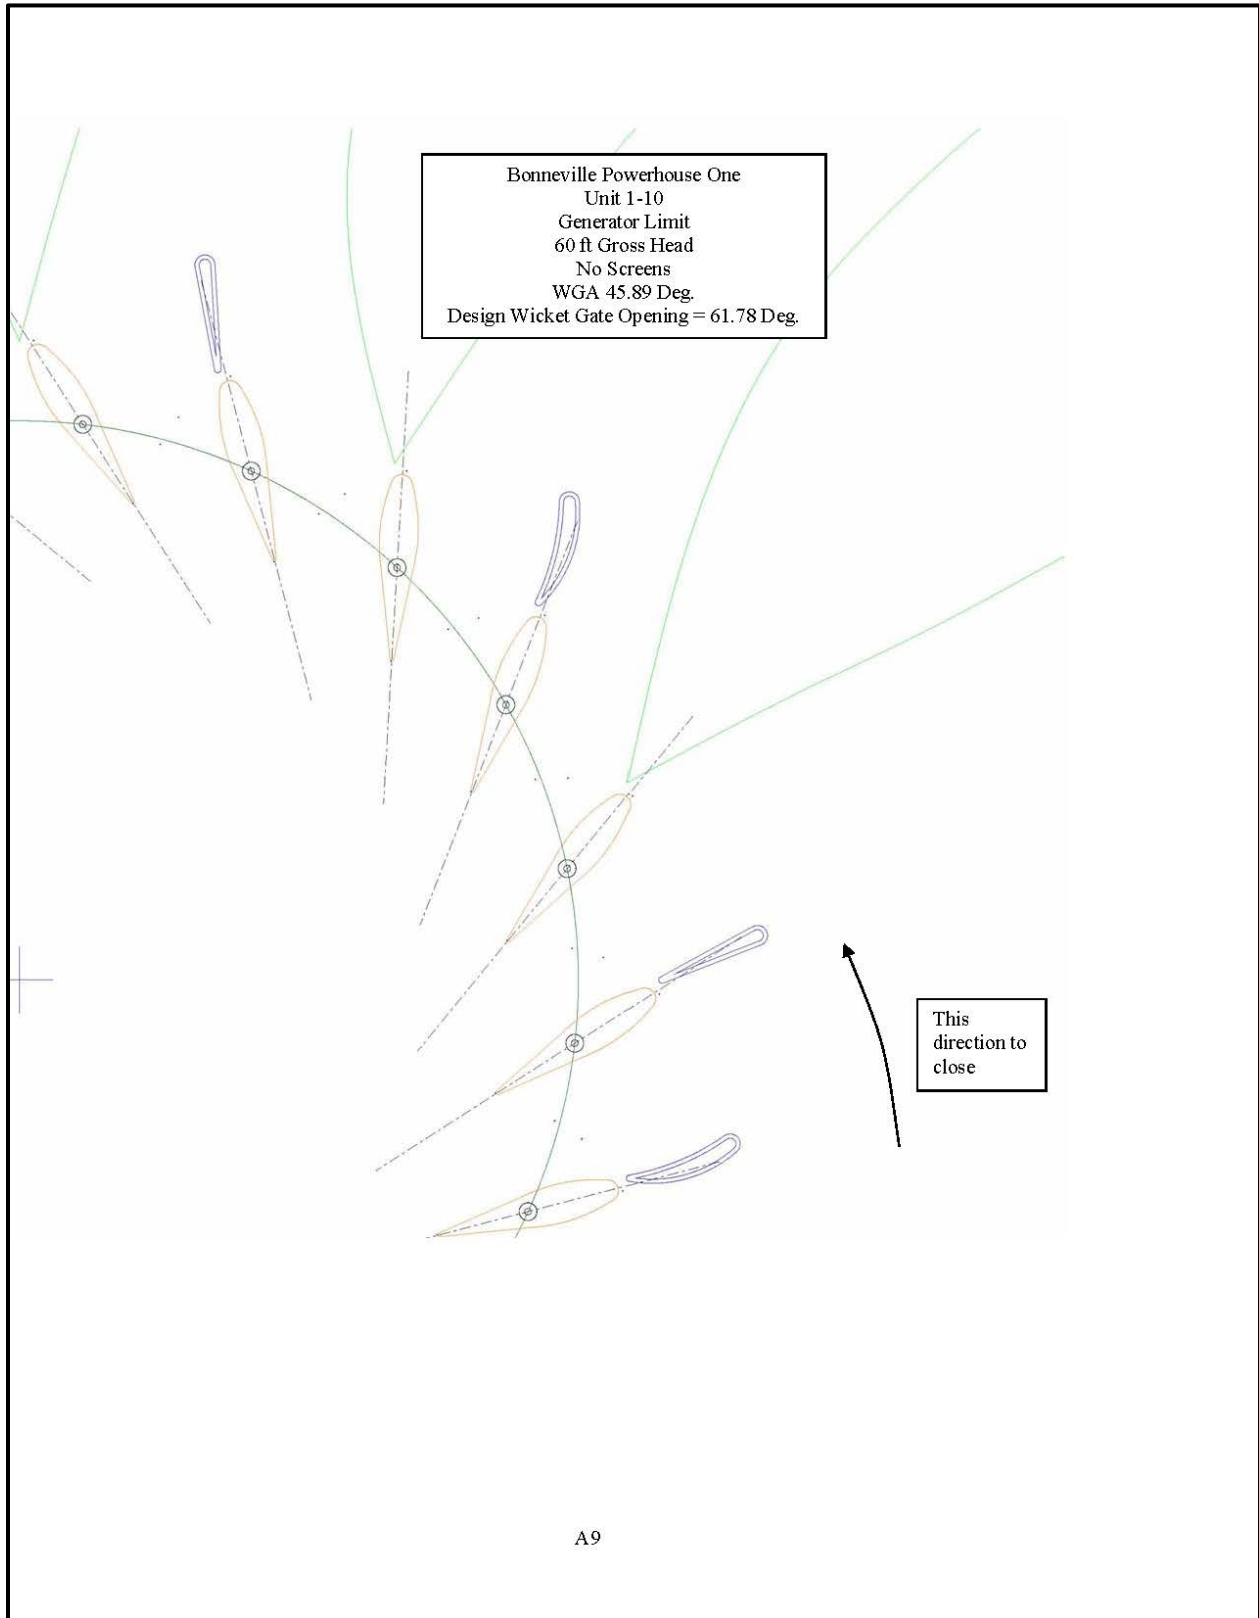 Bonneville Powerhouse One
Unit 1-10
Generator Limit
60 ft Gross Head
No Screens
WGA 45.89 Deg.
Design Wicket Gate Opening = 61.78 Deg.
This
direction to
close
A9